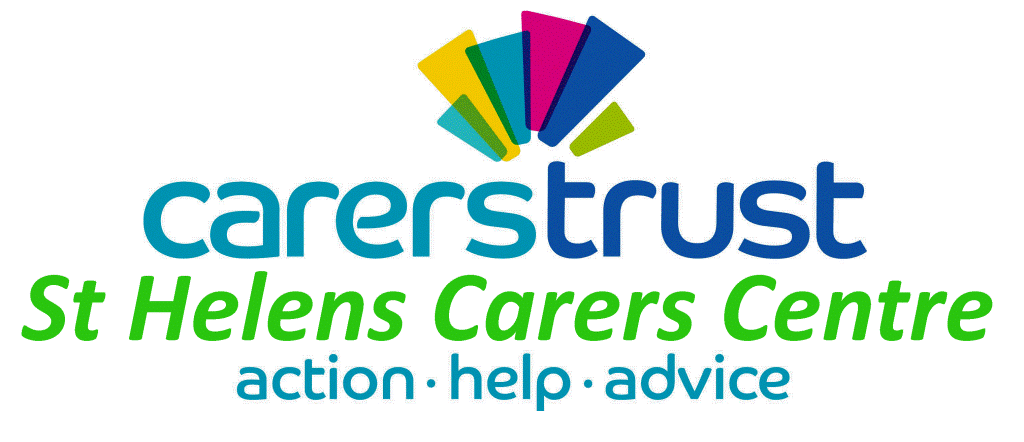 carerstrust
St Helens Carers Centre
action · help · advice